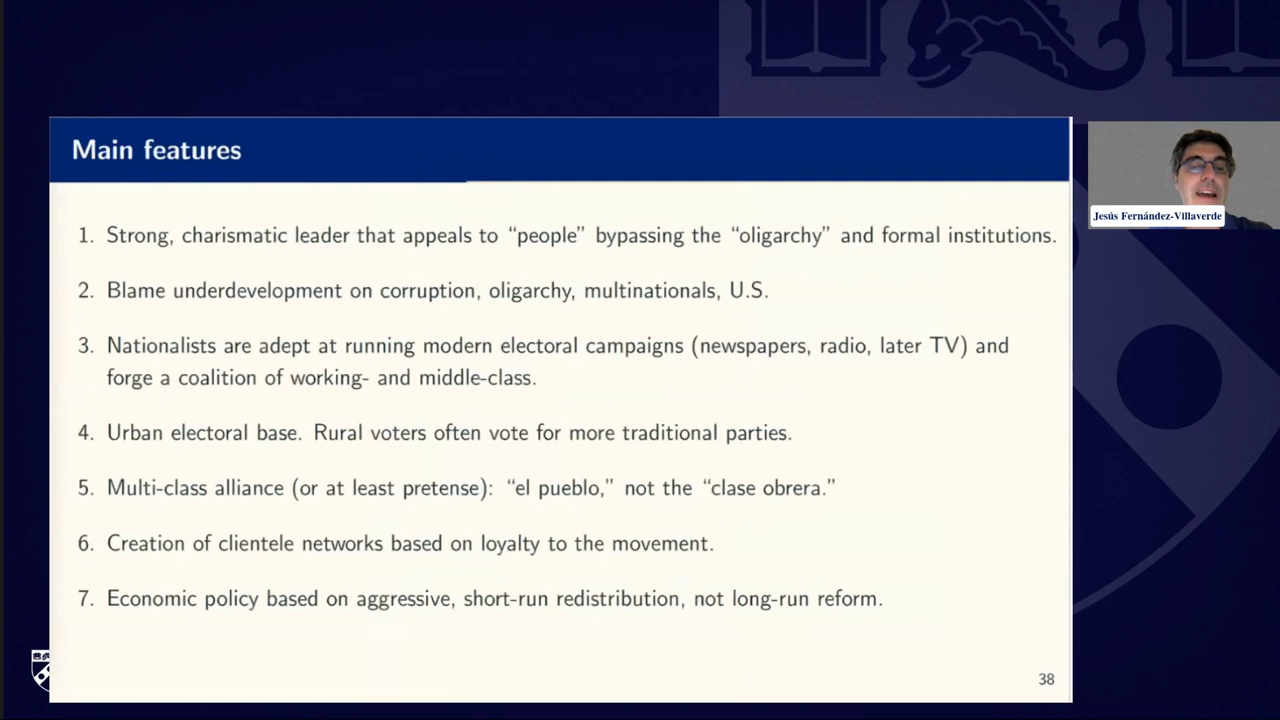 Main features
1. Strong, charismatic leader that appeals to “people” bypassing the “oligarchy” and formal institutions.
2. Blame underdevelopment on corruption, oligarchy, multinationals, U.S.
3. Nationalists are adept at running modern electoral campaigns (newspapers, radio, later TV) and
forge a coalition of working- and middle-class.
4. Urban electoral base. Rural voters often vote for more traditional parties.
5. Multi-class alliance (or at least pretense): “el pueblo,” not the “clase obrera.”
6. Creation of clientele networks based on loyalty to the movement.
7. Economic policy based on aggressive, short-run redistribution, not long-run reform.
38
Jesús Fernández-Villaverde